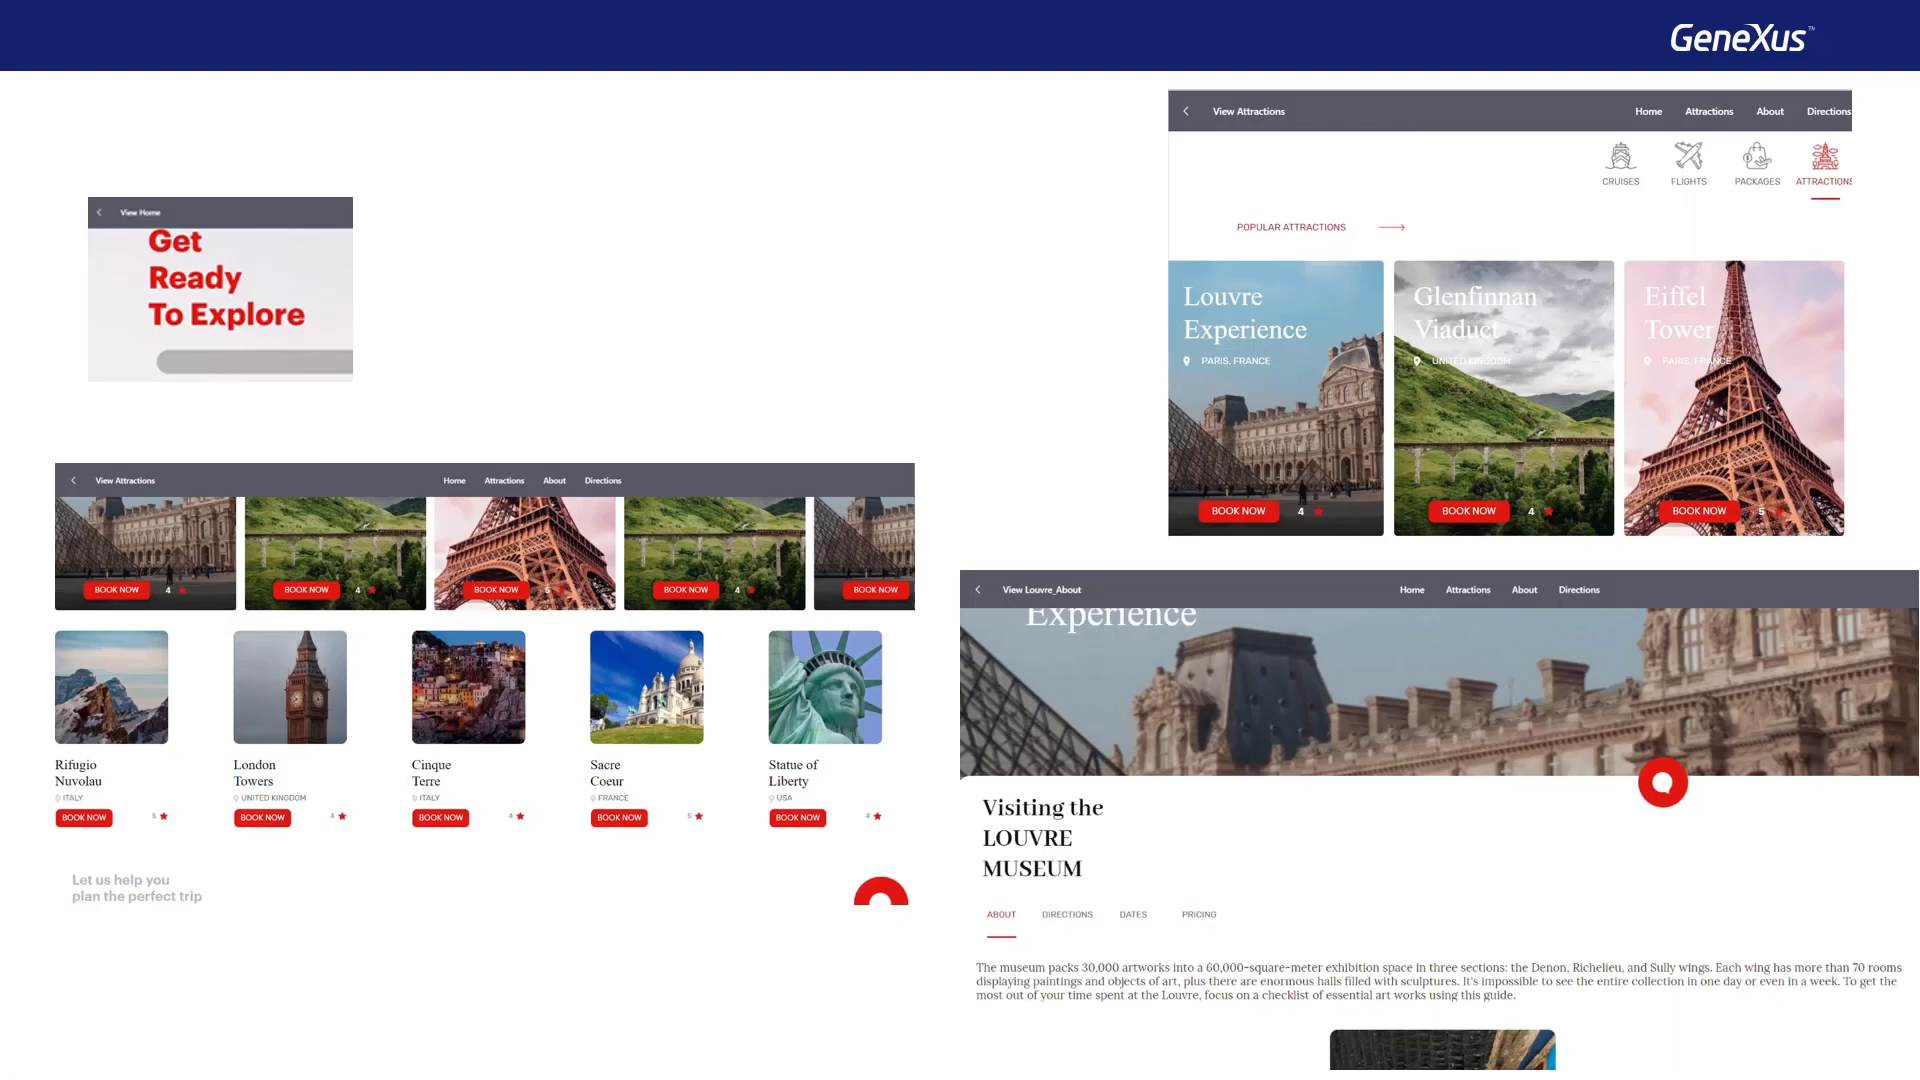 GeneXus™
View Home
Get
Ready
To Explore
View Attractions
Home Attractions About Directions
CRUISES FLIGHTS PACKAGES ATTRACTIONS
POPULAR ATTRACTIONS
Louvre
Experience
PARIS, FRANCE
BOOK NOW 4
Glenfinnan
Viaduct
UNITED KINGDOM
BOOK NOW 4
Eiffel
Tower
PARIS, FRANCE
BOOK NOW 5
View Attractions
Home Attractions About Directions
BOOK NOW 4
BOOK NOW 4
BOOK NOW 5
BOOK NOW 4
BOOK NOW
Rifugio
Nuvolau
ITALY
BOOK NOW 5
London
Towers
UNITED KINGDOM
BOOK NOW 4
Cinque
Terre
ITALY
BOOK NOW 4
Sacre
Coeur
FRANCE
BOOK NOW 5
Statue of
Liberty
USA
BOOK NOW 4
Let us help you
plan the perfect trip
View Louvre_About
Home Attractions About Directions
Experience
Visiting the
LOUVRE
MUSEUM
ABOUT DIRECTIONS DATES PRICING
The museum packs 30,000 artworks into a 60,000-square-meter exhibition space in three sections: the Denon, Richelieu, and Sully wings. Each wing has more than 70 rooms
displaying paintings and objects of art, plus there are enormous halls filled with sculptures. It's impossible to see the entire collection in one day or even in a week. To get the
most out of your time spent at the Louvre, focus on a checklist of essential art works using this guide.